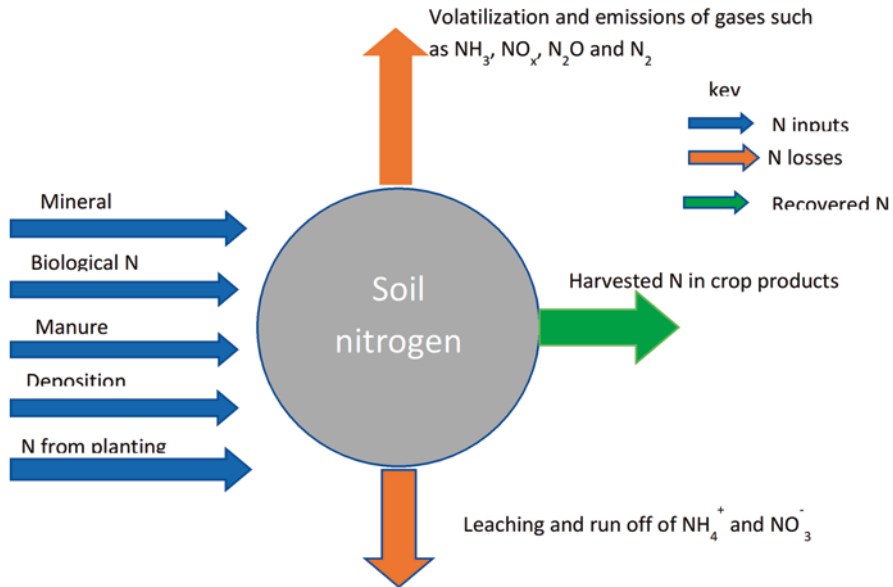 Volatilization and emissions of gases such
as NH₃, NOₓ, N₂O and N₂
key
N inputs
N losses
Recovered N
Mineral
Biological N
Manure
Deposition
N from planting
Soil
nitrogen
Harvested N in crop products
Leaching and run off of NH₄⁺ and NO₃⁻